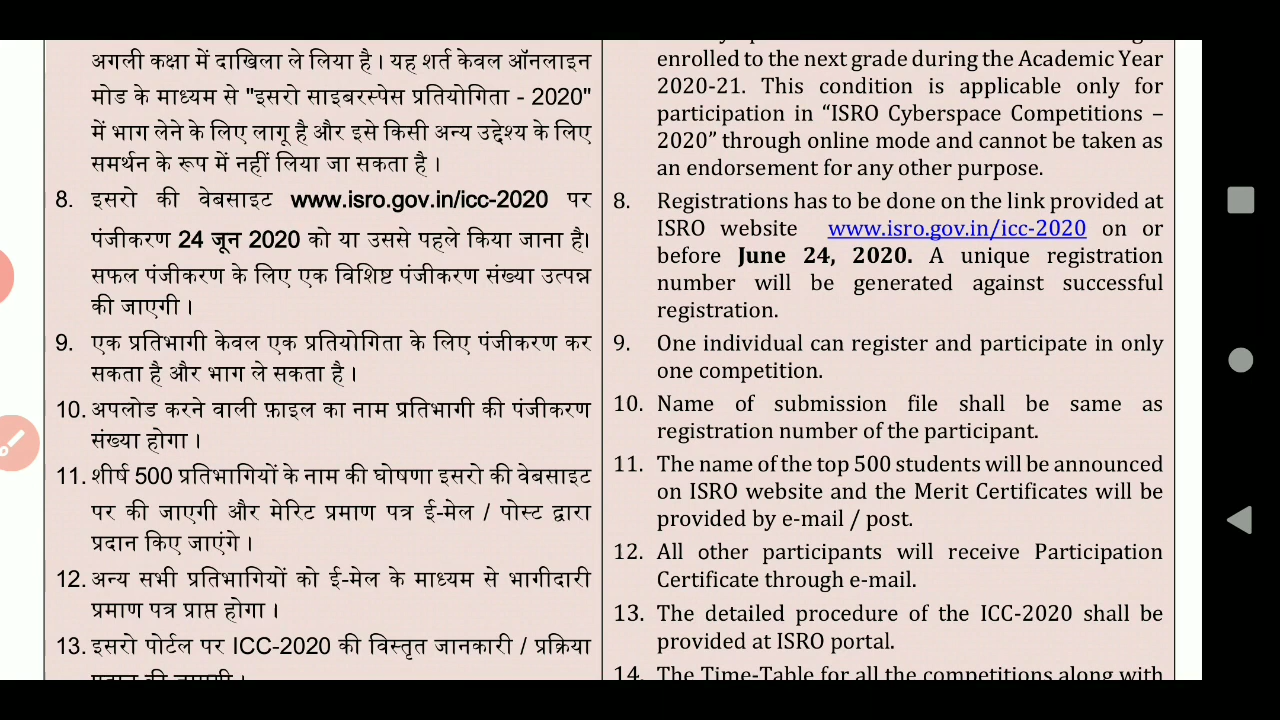 अगली कक्षा में दाखिला ले लिया है। यह शर्त केवल ऑनलाइन
मोड के माध्यम से "इसरो साइबरस्पेस प्रतियोगिता - 2020"
में भाग लेने के लिए लागू है और इसे किसी अन्य उद्देश्य के लिए
समर्थन के रूप में नहीं लिया जा सकता है।
8. इसरो की वेबसाइट www.isro.gov.in/icc-2020 पर
पंजीकरण 24 जून 2020 को या उससे पहले किया जाना है।
सफल पंजीकरण के लिए एक विशिष्ट पंजीकरण संख्या उत्पन्न
की जाएगी।
9. एक प्रतिभागी केवल एक प्रतियोगिता के लिए पंजीकरण कर
सकता है और भाग ले सकता है।
10. अपलोड करने वाली फ़ाइल का नाम प्रतिभागी की पंजीकरण
संख्या होगा।
11. शीर्ष 500 प्रतिभागियों के नाम की घोषणा इसरो की वेबसाइट
पर की जाएगी और मेरिट प्रमाण पत्र ई-मेल / पोस्ट द्वारा
प्रदान किए जाएंगे।
12. अन्य सभी प्रतिभागियों को ई-मेल के माध्यम से भागीदारी
प्रमाण पत्र प्राप्त होगा।
13. इसरो पोर्टल पर ICC-2020 की विस्तृत जानकारी / प्रक्रिया
enrolled to the next grade during the Academic Year
2020-21. This condition is applicable only for
participation in “ISRO Cyberspace Competitions –
2020” through online mode and cannot be taken as
an endorsement for any other purpose.
8. Registrations has to be done on the link provided at
ISRO website www.isro.gov.in/icc-2020 on or
before June 24, 2020. A unique registration
number will be generated against successful
registration.
9. One individual can register and participate in only
one competition.
10. Name of submission file shall be same as
registration number of the participant.
11. The name of the top 500 students will be announced
on ISRO website and the Merit Certificates will be
provided by e-mail / post.
12. All other participants will receive Participation
Certificate through e-mail.
13. The detailed procedure of the ICC-2020 shall be
provided at ISRO portal.
14. The Time-Table for all the competitions along with